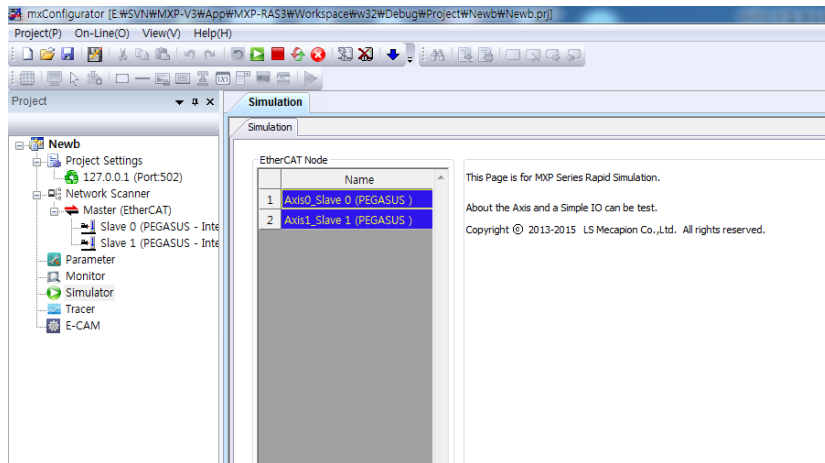 mxConfigurator [E:₩SVN₩MXP-V3₩App₩MXP-RAS3₩Workspace₩w32₩Debug₩Project₩Newb₩Newb.prj]
Project(P) On-Line(O) View(V) Help(H)
Project
Newb
Project Settings
127.0.0.1 (Port:502)
Network Scanner
Master (EtherCAT)
Slave 0 (PEGASUS - Inte
Slave 1 (PEGASUS - Inte
Parameter
Monitor
Simulator
Tracer
E-CAM
Simulation
Simulation
EtherCAT Node
Name
1 Axis0_Slave 0 (PEGASUS )
2 Axis1_Slave 1 (PEGASUS )
This Page is for MXP Series Rapid Simulation.
About the Axis and a Simple IO can be test.
Copyright ⓒ 2013-2015 LS Mecapion Co.,Ltd. All rights reserved.